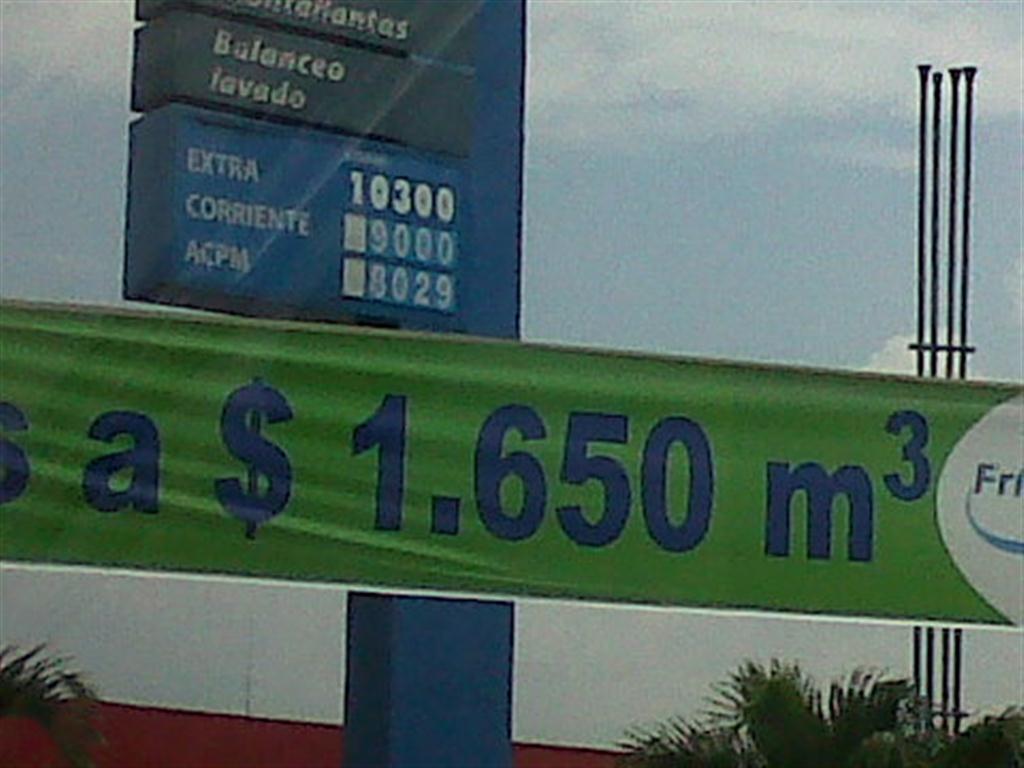 Balanceo
lavado
EXTRA 10300
CORRIENTE 9000
ACPM 8029
a $ 1.650 m³